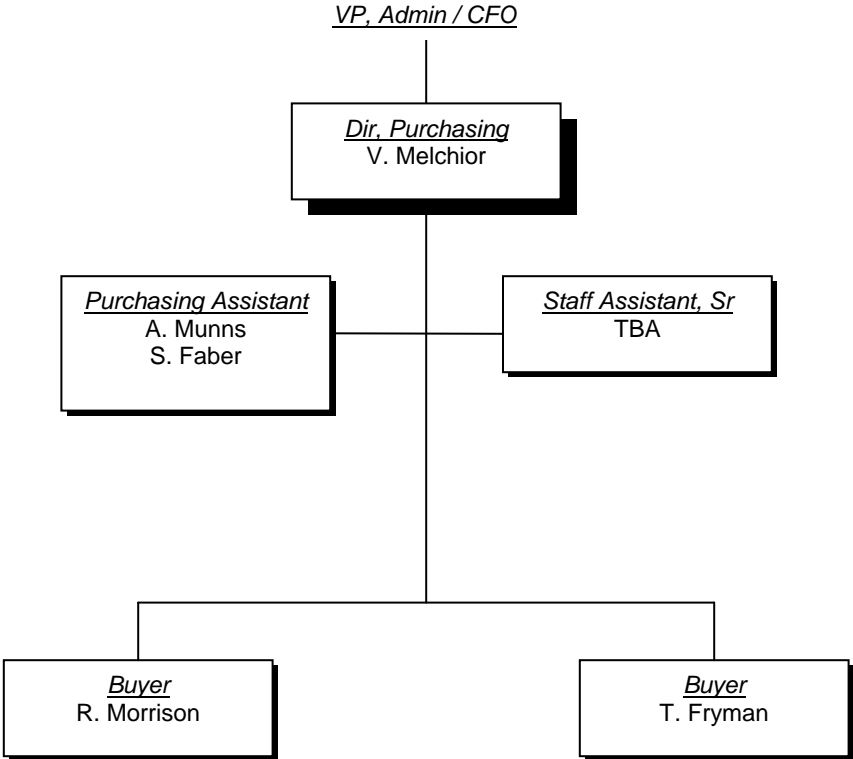 VP, Admin / CFO
Dir, Purchasing
V. Melchior
Purchasing Assistant
A. Munns
S. Faber
Staff Assistant, Sr
TBA
Buyer
R. Morrison
Buyer
T. Fryman